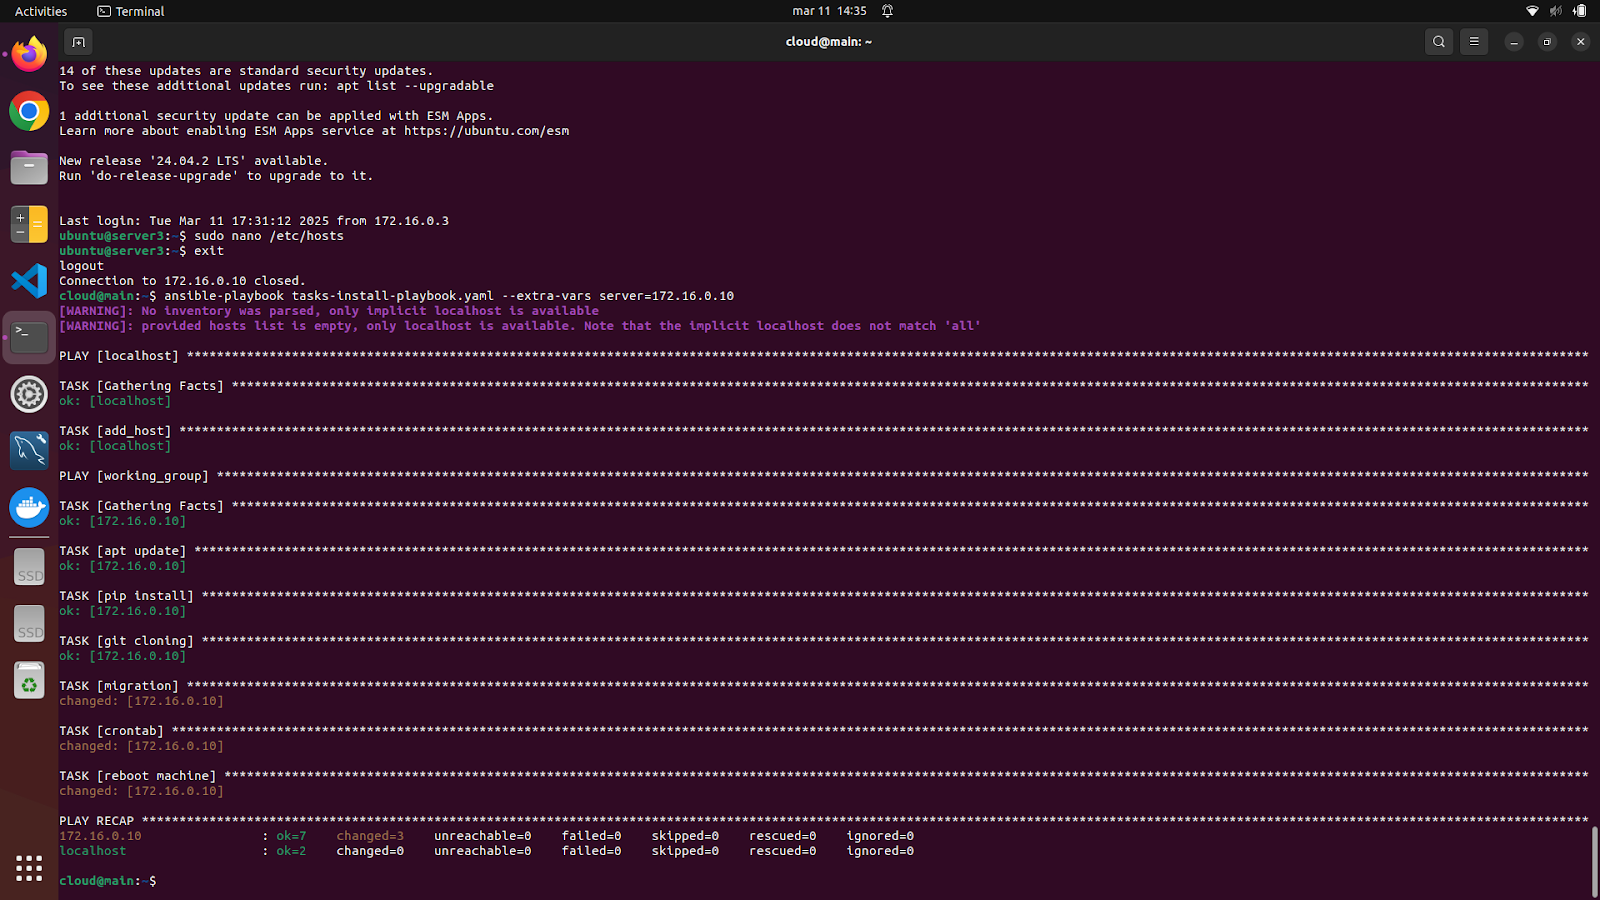 Activities
Terminal
mar 11 14:35
cloud@main: ~
14 of these updates are standard security updates.
To see these additional updates run: apt list --upgradable
1 additional security update can be applied with ESM Apps.
Learn more about enabling ESM Apps service at https://ubuntu.com/esm
New release '24.04.2 LTS' available.
Run 'do-release-upgrade' to upgrade to it.
Last login: Tue Mar 11 17:31:12 2025 from 172.16.0.3
ubuntu@server3:~$ sudo nano /etc/hosts
ubuntu@server3:~$ exit
logout
Connection to 172.16.0.10 closed.
cloud@main:~$ ansible-playbook tasks-install-playbook.yaml --extra-vars server=172.16.0.10
[WARNING]: No inventory was parsed, only implicit localhost is available
[WARNING]: provided hosts list is empty, only localhost is available. Note that the implicit localhost does not match 'all'
PLAY [localhost] ****
TASK [Gathering Facts] ****
ok: [localhost]
TASK [add_host] ****
ok: [localhost]
PLAY [working_group] ****
TASK [Gathering Facts] ****
ok: [172.16.0.10]
TASK [apt update] ****
ok: [172.16.0.10]
TASK [pip install] ****
ok: [172.16.0.10]
TASK [git cloning] ****
ok: [172.16.0.10]
TASK [migration] ****
changed: [172.16.0.10]
TASK [crontab] ****
changed: [172.16.0.10]
TASK [reboot machine] ****
changed: [172.16.0.10]
PLAY RECAP ****
172.16.0.10 : ok=7 changed=3 unreachable=0 failed=0 skipped=0 rescued=0 ignored=0
localhost : ok=2 changed=0 unreachable=0 failed=0 skipped=0 rescued=0 ignored=0
cloud@main:~$
SSD
SSD